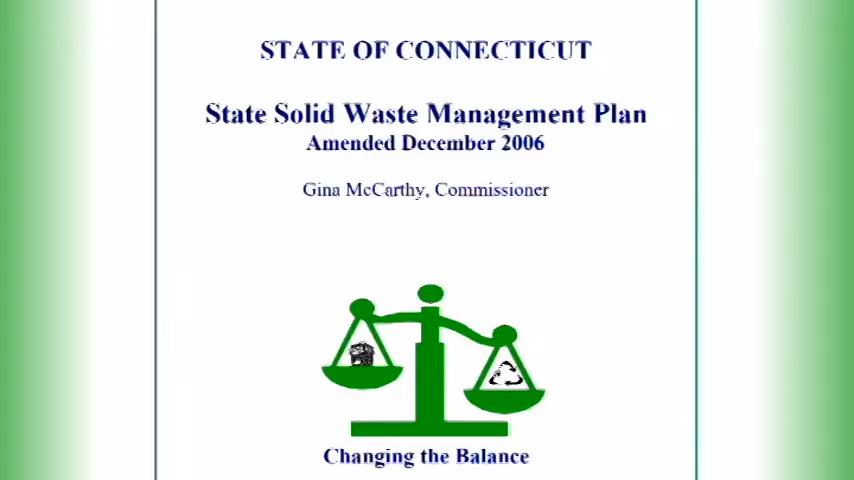 STATE OF CONNECTICUT
State Solid Waste Management Plan
Amended December 2006
Gina McCarthy, Commissioner
Changing the Balance